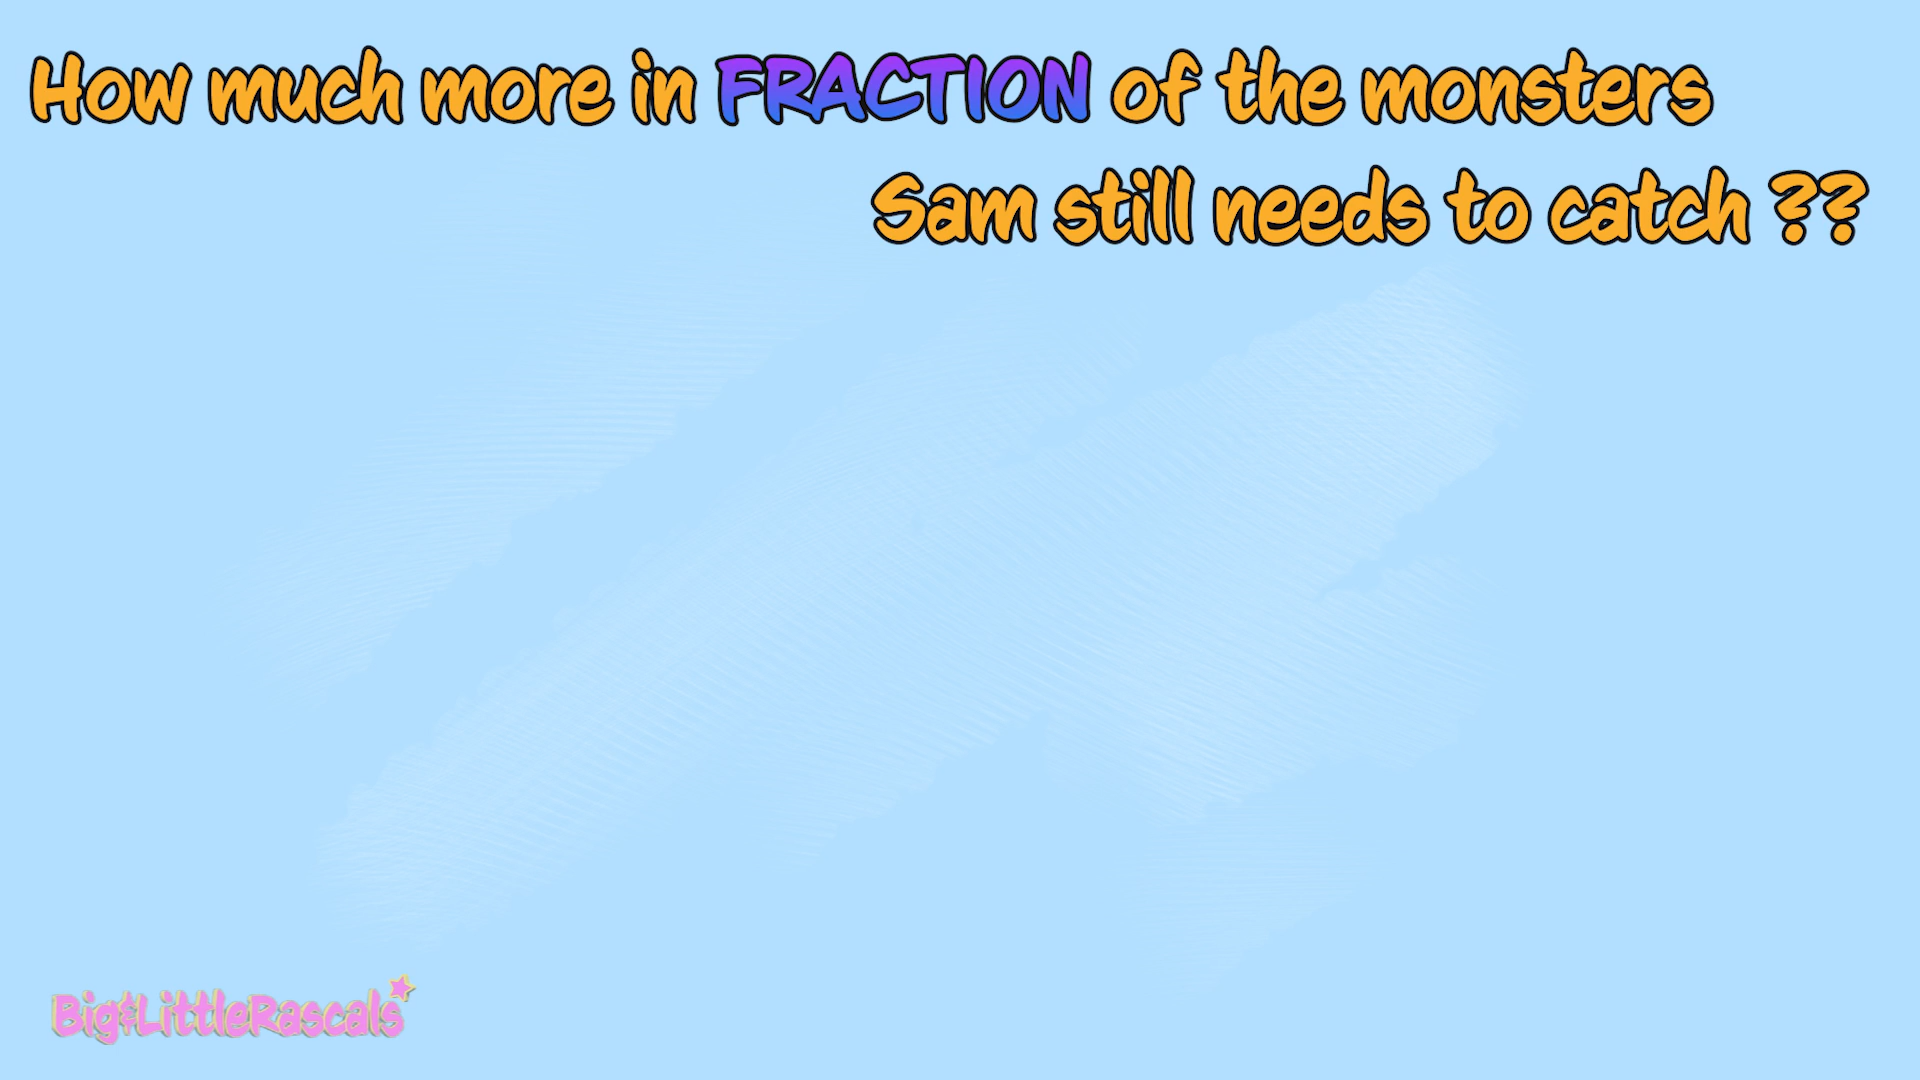 How much more in FRACTION of the monsters
Sam still needs to catch ??
Big&LittleRascals